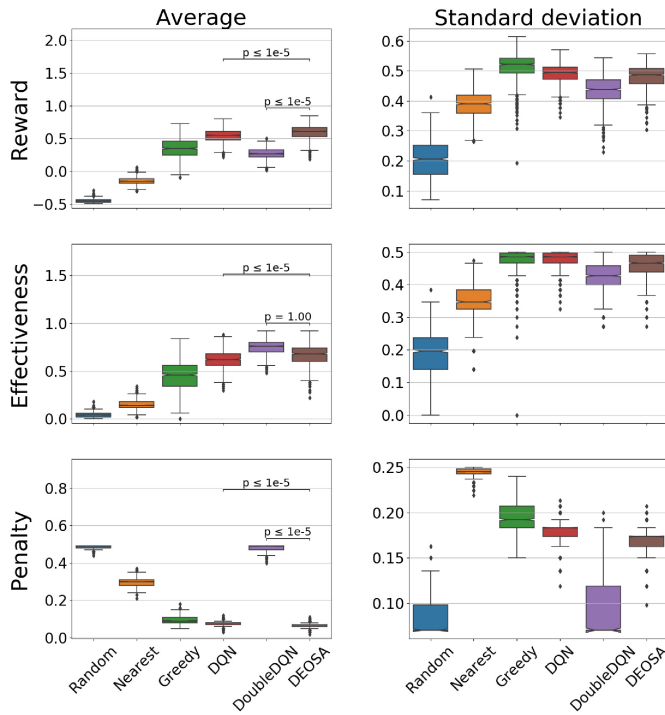 Average
Standard deviation
Reward
2.0
1.5
1.0
0.5
0.0
−0.5
p ≤ 1e-5
p ≤ 1e-5
0.6
0.5
0.4
0.3
0.2
0.1
Effectiveness
1.5
1.0
0.5
0.0
p ≤ 1e-5
p = 1.00
0.5
0.4
0.3
0.2
0.1
0.0
Penalty
0.8
0.6
0.4
0.2
0.0
p ≤ 1e-5
p ≤ 1e-5
0.25
0.20
0.15
0.10
Random
Nearest
Greedy
DQN
DoubleDQN
DEOSA
Random
Nearest
Greedy
DQN
DoubleDQN
DEOSA